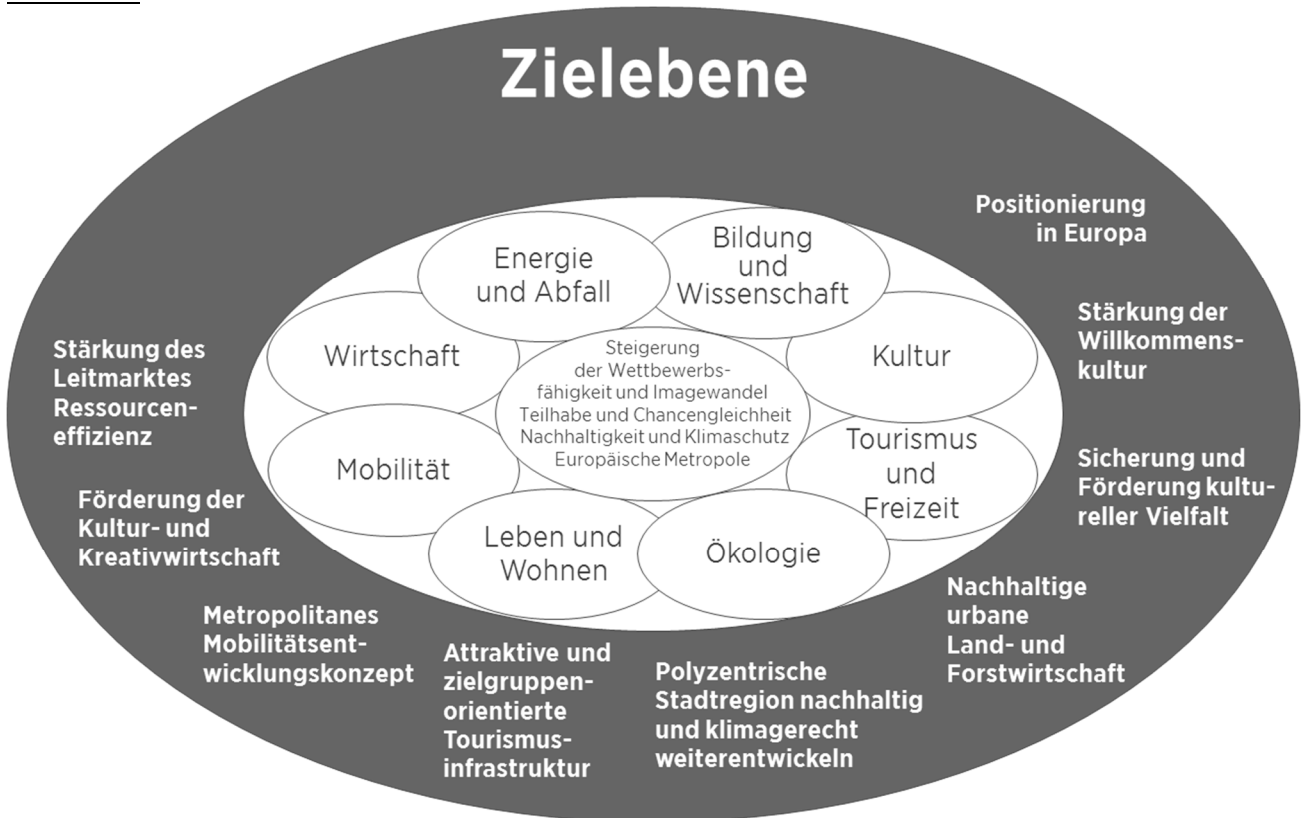 Zielebene
Positionierung
in Europa
Stärkung der
Willkommens-
kultur
Sicherung und
Förderung kultu-
reller Vielfalt
Nachhaltige
urbane
Land- und
Forstwirtschaft
Polyzentrische
Stadtregion nachhaltig
und klimagerecht
weiterentwickeln
Attraktive und
zielgruppen-
orientierte
Tourismus-
infrastruktur
Metropolitanes
Mobilitätsent-
wicklungskonzept
Förderung der
Kultur- und
Kreativwirtschaft
Stärkung des
Leitmarktes
Ressourcen-
effizienz
Energie
und Abfall
Bildung
und
Wissenschaft
Kultur
Tourismus
und
Freizeit
Ökologie
Leben und
Wohnen
Mobilität
Wirtschaft
Steigerung
der Wettbewerbs-
fähigkeit und Imagewandel
Teilhabe und Chancengleichheit
Nachhaltigkeit und Klimaschutz
Europäische Metropole